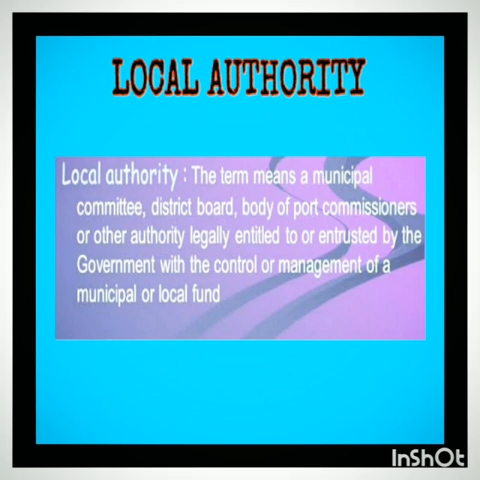 LOCAL AUTHORITY
Local authority : The term means a municipal
committee, district board, body of port commissioners
or other authority legally entitled to or entrusted by the
Government with the control or management of a
municipal or local fund
InShOt